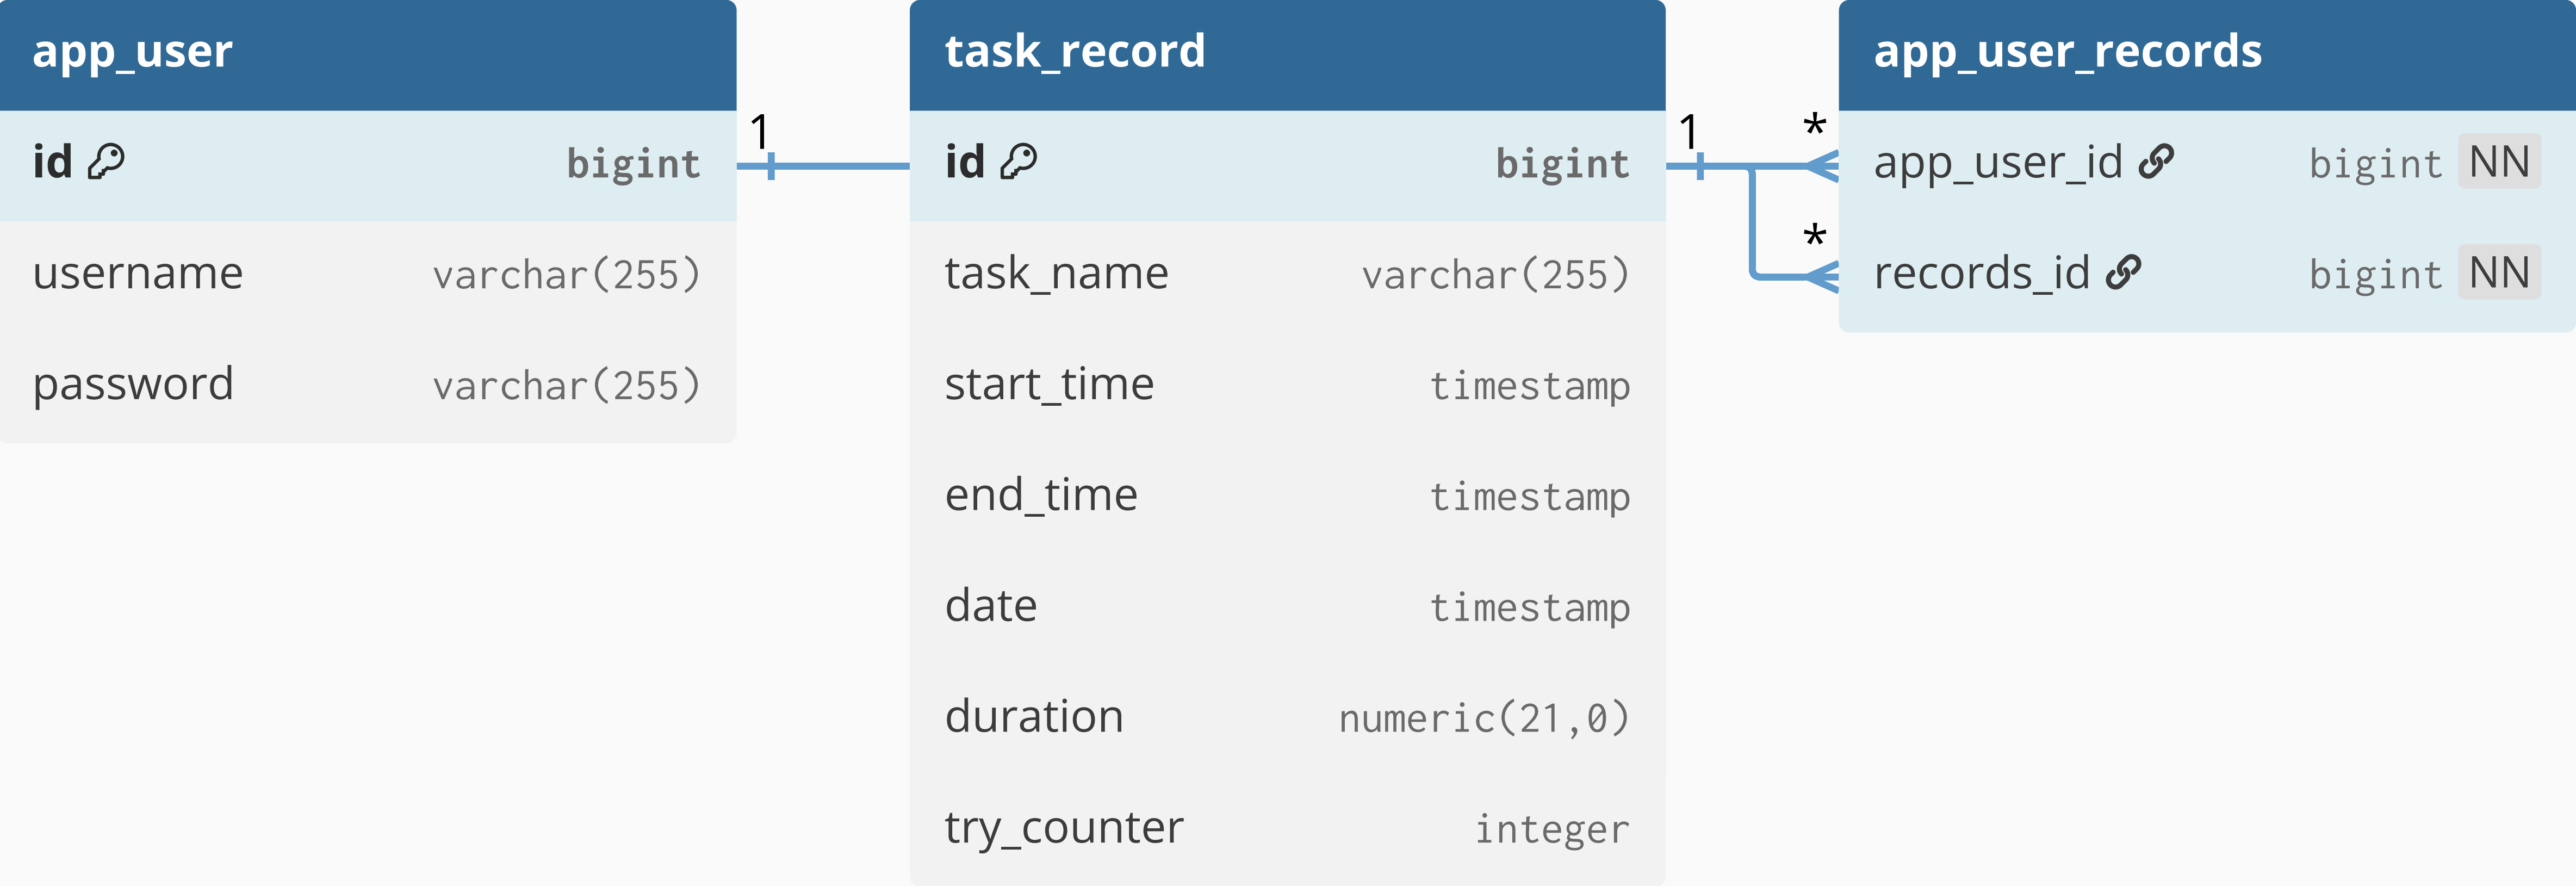 app_user
id bigint
username varchar(255)
password varchar(255)
1
task_record
id bigint
task_name varchar(255)
start_time timestamp
end_time timestamp
date timestamp
duration numeric(21,0)
try_counter integer
1 *
*
app_user_records
app_user_id bigint NN
records_id bigint NN